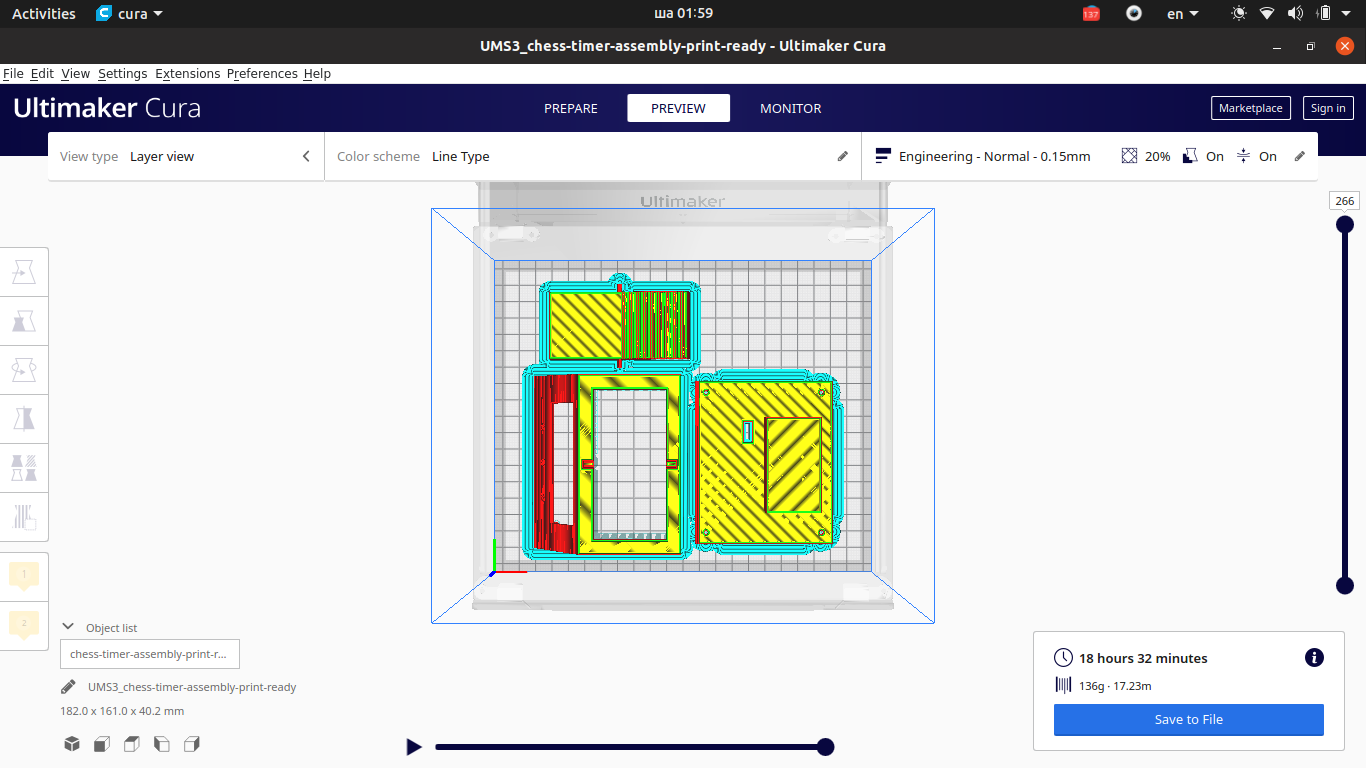 Activities cura ша 01:59 137 en
UMS3_chess-timer-assembly-print-ready - Ultimaker Cura
File Edit View Settings Extensions Preferences Help
Ultimaker Cura PREPARE PREVIEW MONITOR Marketplace Sign in
View type Layer view Color scheme Line Type Engineering - Normal - 0.15mm 20% On On
Ultimaker
266
1
2
Object list
chess-timer-assembly-print-r...
UMS3_chess-timer-assembly-print-ready
182.0 x 161.0 x 40.2 mm
18 hours 32 minutes
136g · 17.23m
Save to File